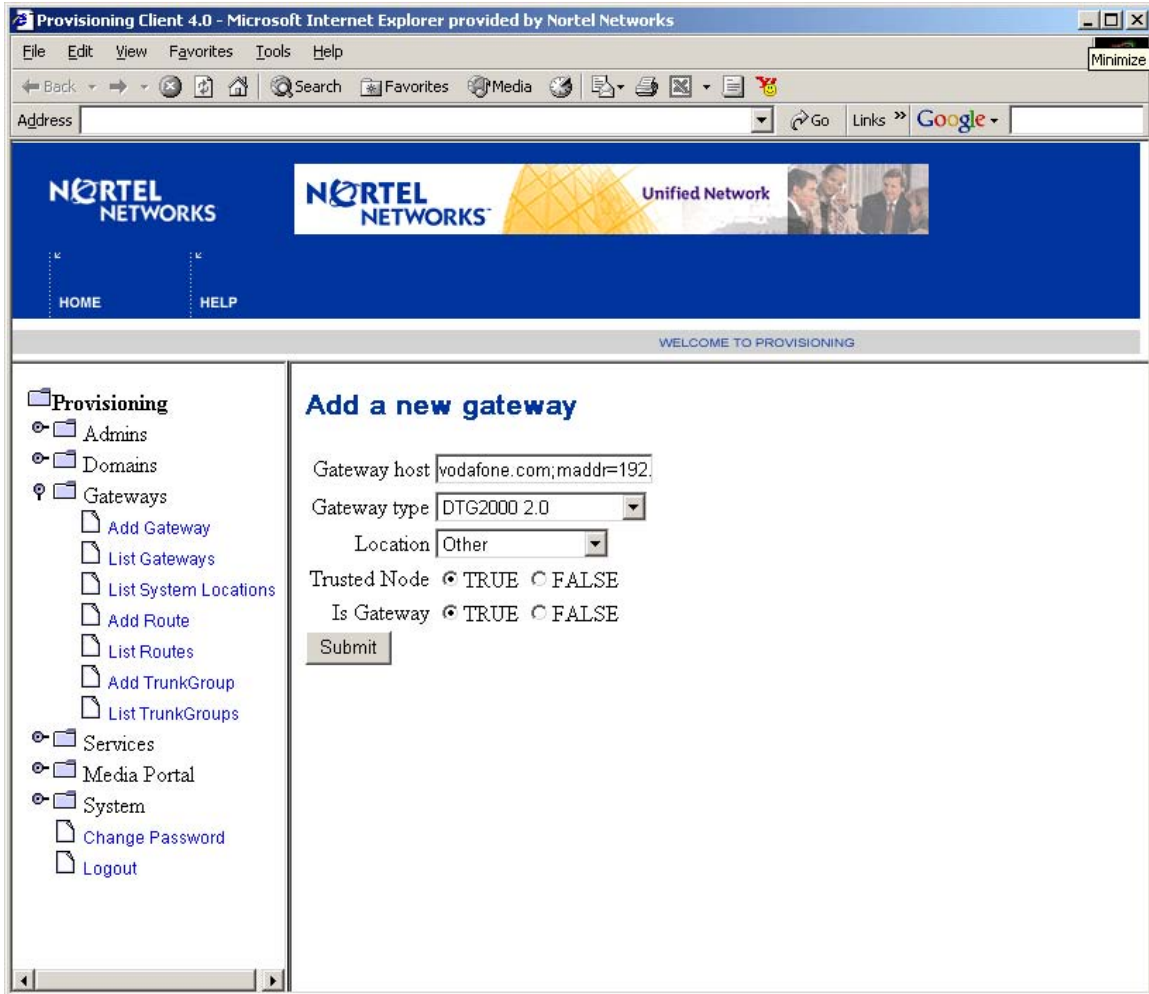 Provisioning Client 4.0 - Microsoft Internet Explorer provided by Nortel Networks
File Edit View Favorites Tools Help
Minimize
Back Search Favorites Media
Address Go Links » Google
NORTEL NETWORKS
NORTEL NETWORKS™ Unified Network
HOME HELP
WELCOME TO PROVISIONING
Provisioning
Admins
Domains
Gateways
Add Gateway
List Gateways
List System Locations
Add Route
List Routes
Add TrunkGroup
List TrunkGroups
Services
Media Portal
System
Change Password
Logout
Add a new gateway
Gateway host vodafone.com;maddr=192.
Gateway type DTG2000 2.0
Location Other
Trusted Node TRUE FALSE
Is Gateway TRUE FALSE
Submit